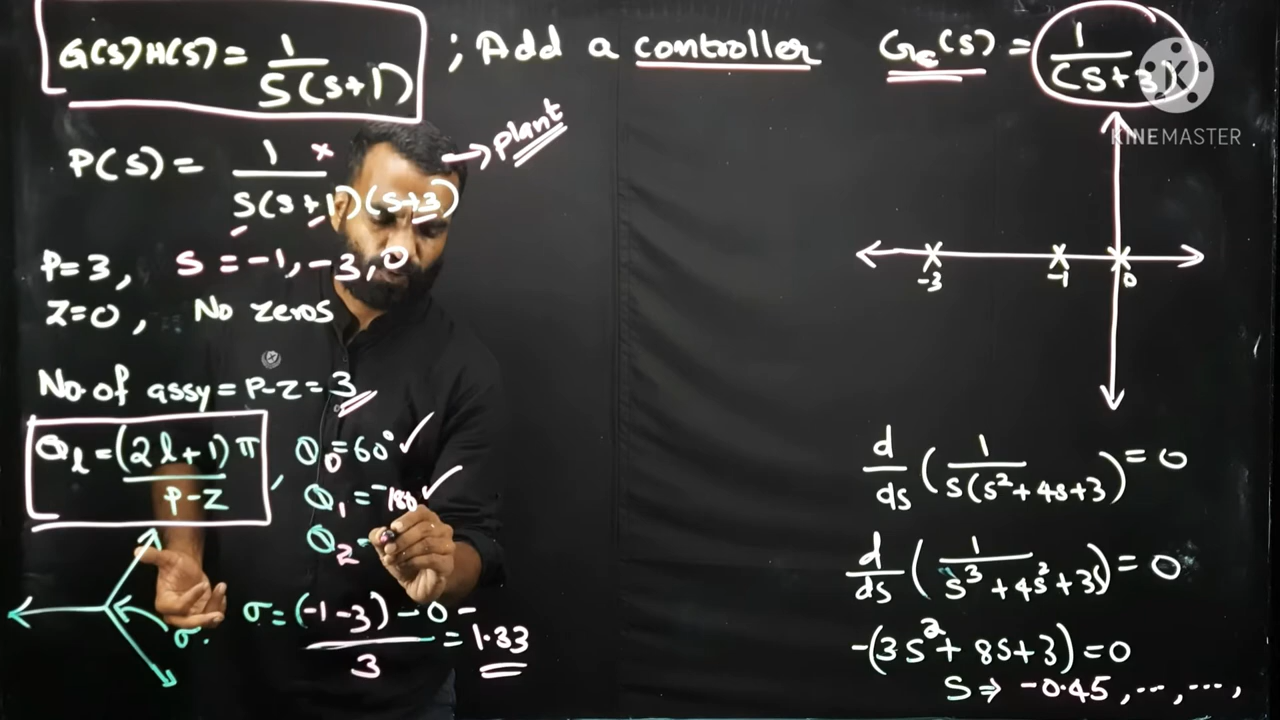 G(S)H(S) = 1/S(S+1) ; Add a controller Gc(S) = 1/(S+3)
KINEMASTER
P(S) = 1/S(S+1)(S+3) → plant
P=3, S = -1, -3, 0
Z=0, No zeros
-3 -1 0
No. of assy = P-Z = 3
θl = (2l+1)π/P-Z , θ0 = 60° ✓
θ1 = -180 ✓
θ2 =
σ = (-1-3)-0/3 = -1.33
σ.
d/ds (1/S(S²+4S+3)) = 0
d/ds (1/S³+4S²+3S) = 0
-(3S²+8S+3) = 0
S ⇒ -0.45, ..., ...,